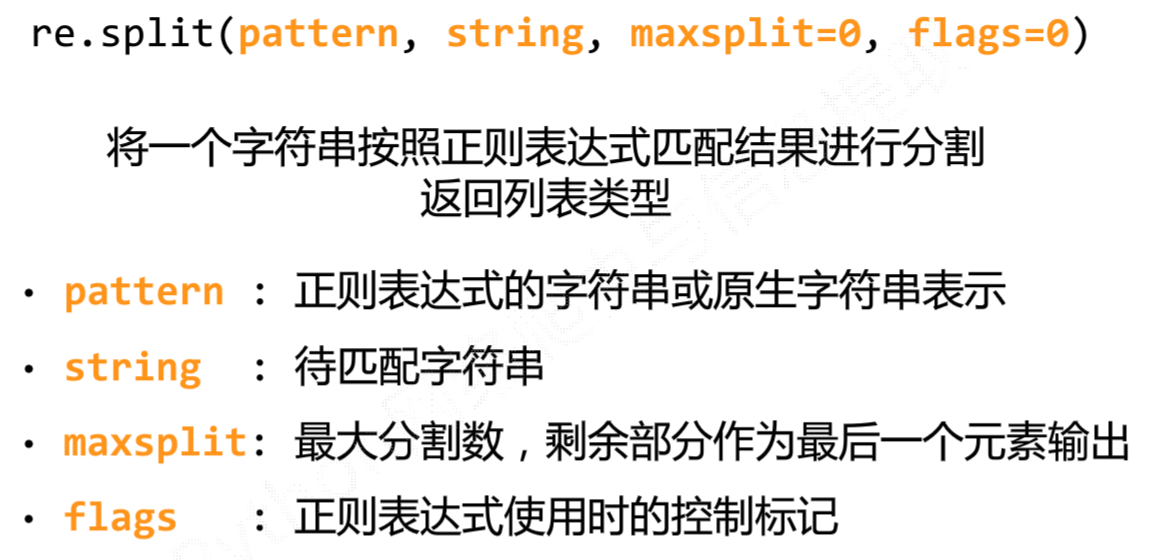 re.split(pattern, string, maxsplit=0, flags=0)
将一个字符串按照正则表达式匹配结果进行分割
返回列表类型
· pattern : 正则表达式的字符串或原生字符串表示
· string : 待匹配字符串
· maxsplit: 最大分割数，剩余部分作为最后一个元素输出
· flags : 正则表达式使用时的控制标记